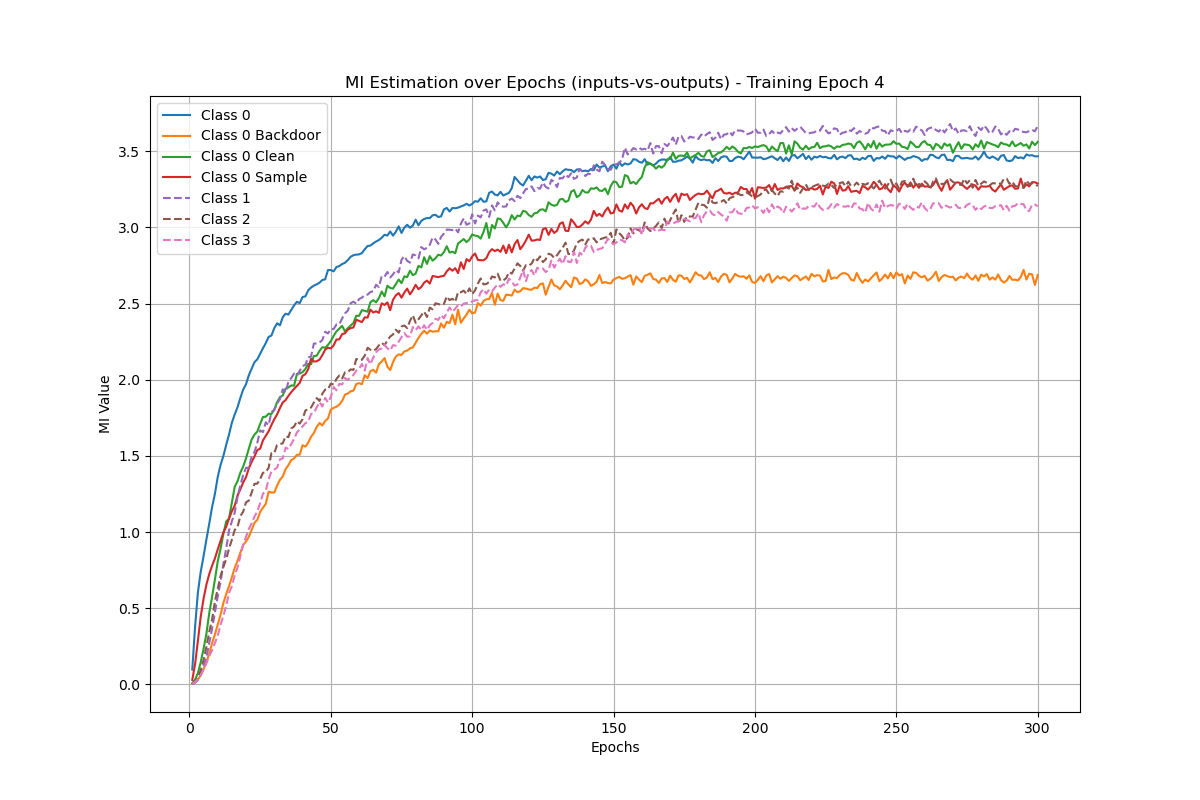 MI Estimation over Epochs (inputs-vs-outputs) - Training Epoch 4
Class 0
Class 0 Backdoor
Class 0 Clean
Class 0 Sample
Class 1
Class 2
Class 3
MI Value
3.5
3.0
2.5
2.0
1.5
1.0
0.5
0.0
0 50 100 150 200 250 300
Epochs